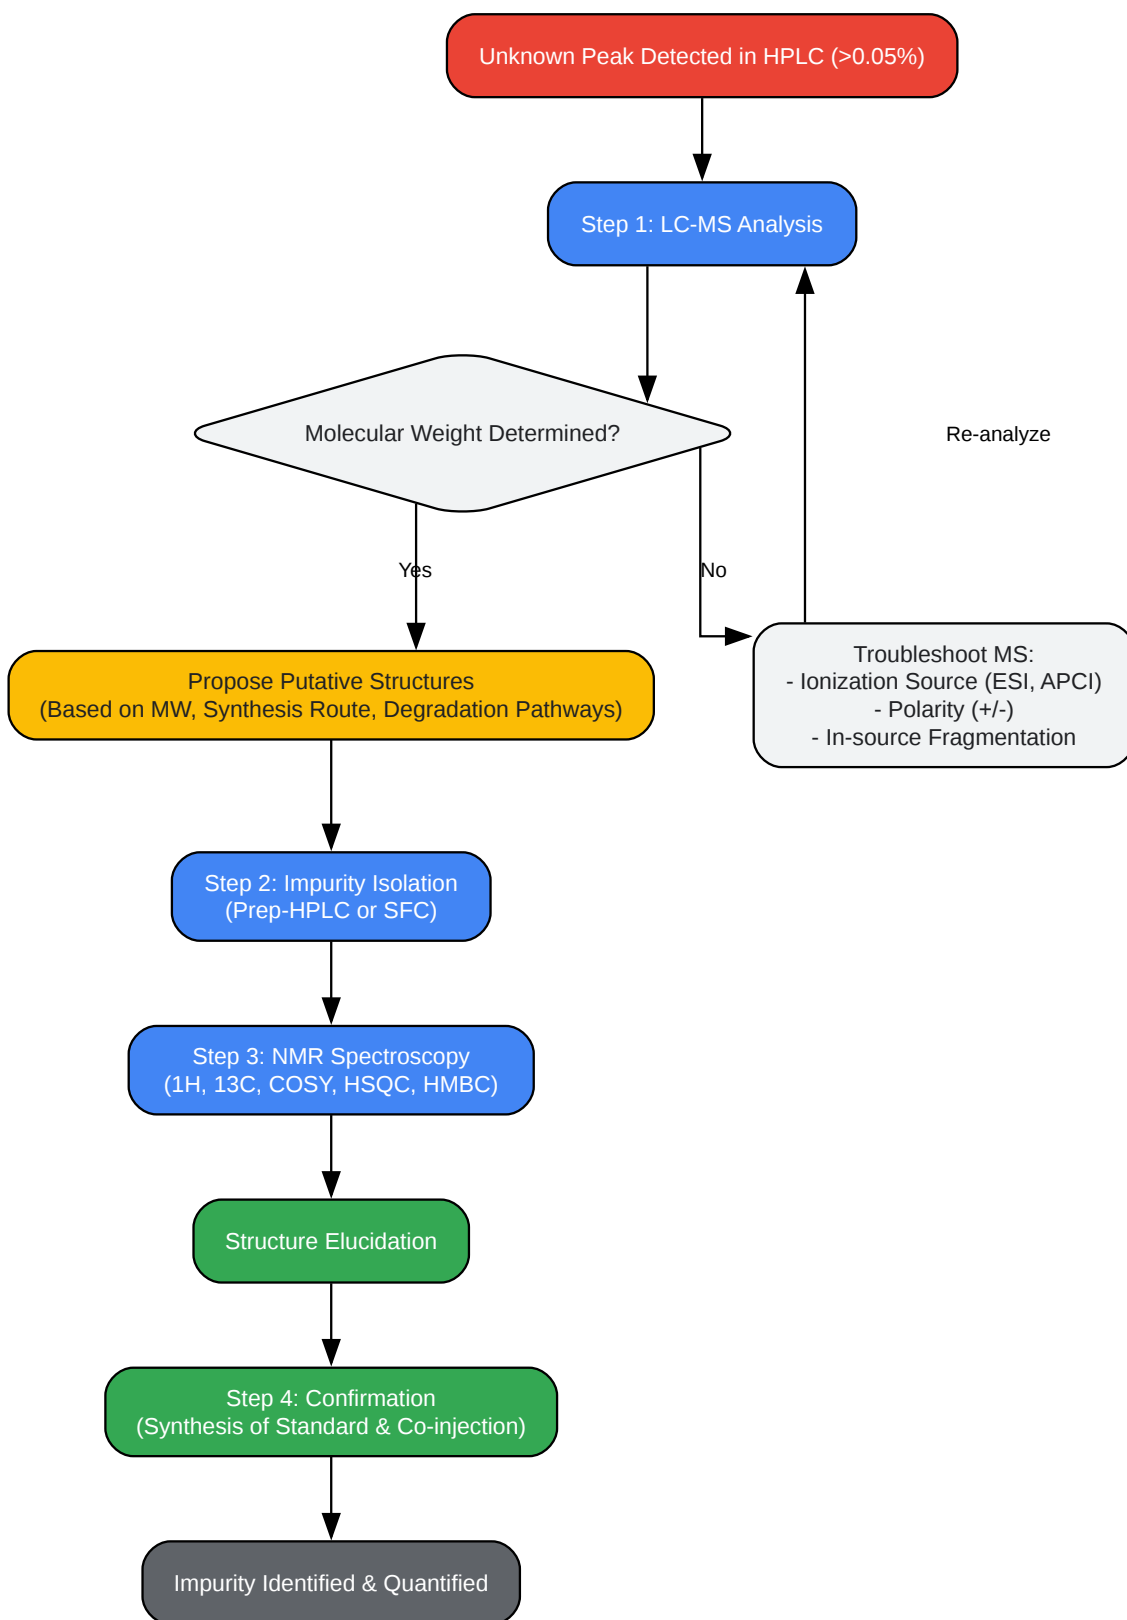 Unknown Peak Detected in HPLC (>0.05%)
Step 1: LC-MS Analysis
Molecular Weight Determined?
Re-analyze
Yes
No
Troubleshoot MS:
- Ionization Source (ESI, APCI)
- Polarity (+/-)
- In-source Fragmentation
Propose Putative Structures
(Based on MW, Synthesis Route, Degradation Pathways)
Step 2: Impurity Isolation
(Prep-HPLC or SFC)
Step 3: NMR Spectroscopy
(1H, 13C, COSY, HSQC, HMBC)
Structure Elucidation
Step 4: Confirmation
(Synthesis of Standard & Co-injection)
Impurity Identified & Quantified